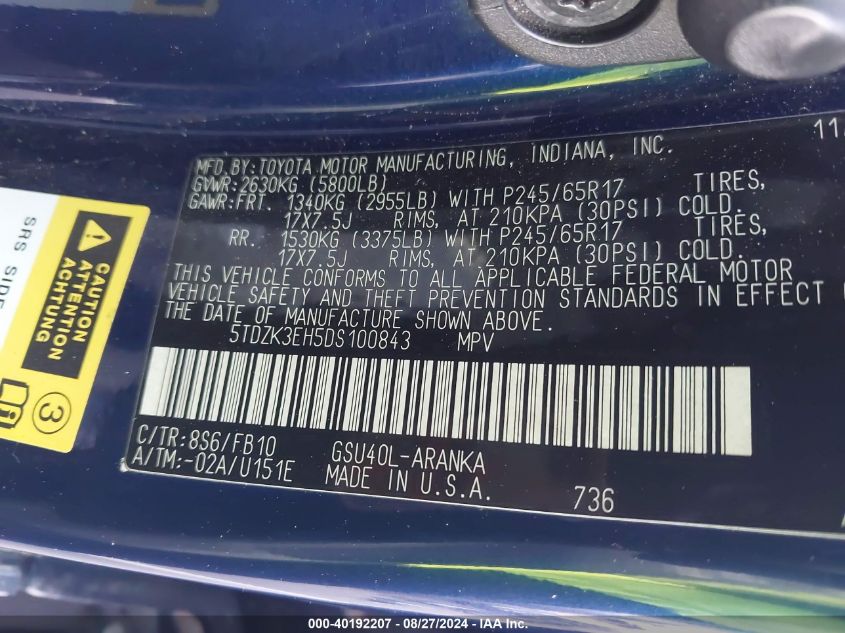 MFD. BY: TOYOTA MOTOR MANUFACTURING, INDIANA, INC. 11
GVWR: 2630KG (5800LB)
GAWR: FRT. 1340KG (2955LB) WITH P245/65R17 TIRES,
17X7.5J RIMS, AT 210KPA (30PSI) COLD.
RR. 1530KG (3375LB) WITH P245/65R17 TIRES,
17X7.5J RIMS, AT 210KPA (30PSI) COLD.
THIS VEHICLE CONFORMS TO ALL APPLICABLE FEDERAL MOTOR
VEHICLE SAFETY AND THEFT PREVENTION STANDARDS IN EFFECT
THE DATE OF MANUFACTURE SHOWN ABOVE.
5TDZK3EH5DS100843 MPV
C/TR: 8S6/FB10 GSU40L-ARANKA
A/TM: -02A/U151E MADE IN U.S.A.
736
SRS SIDE
CAUTION
ATTENTION
ACHTUNG
3
000-40192207 - 08/27/2024 - IAA Inc.